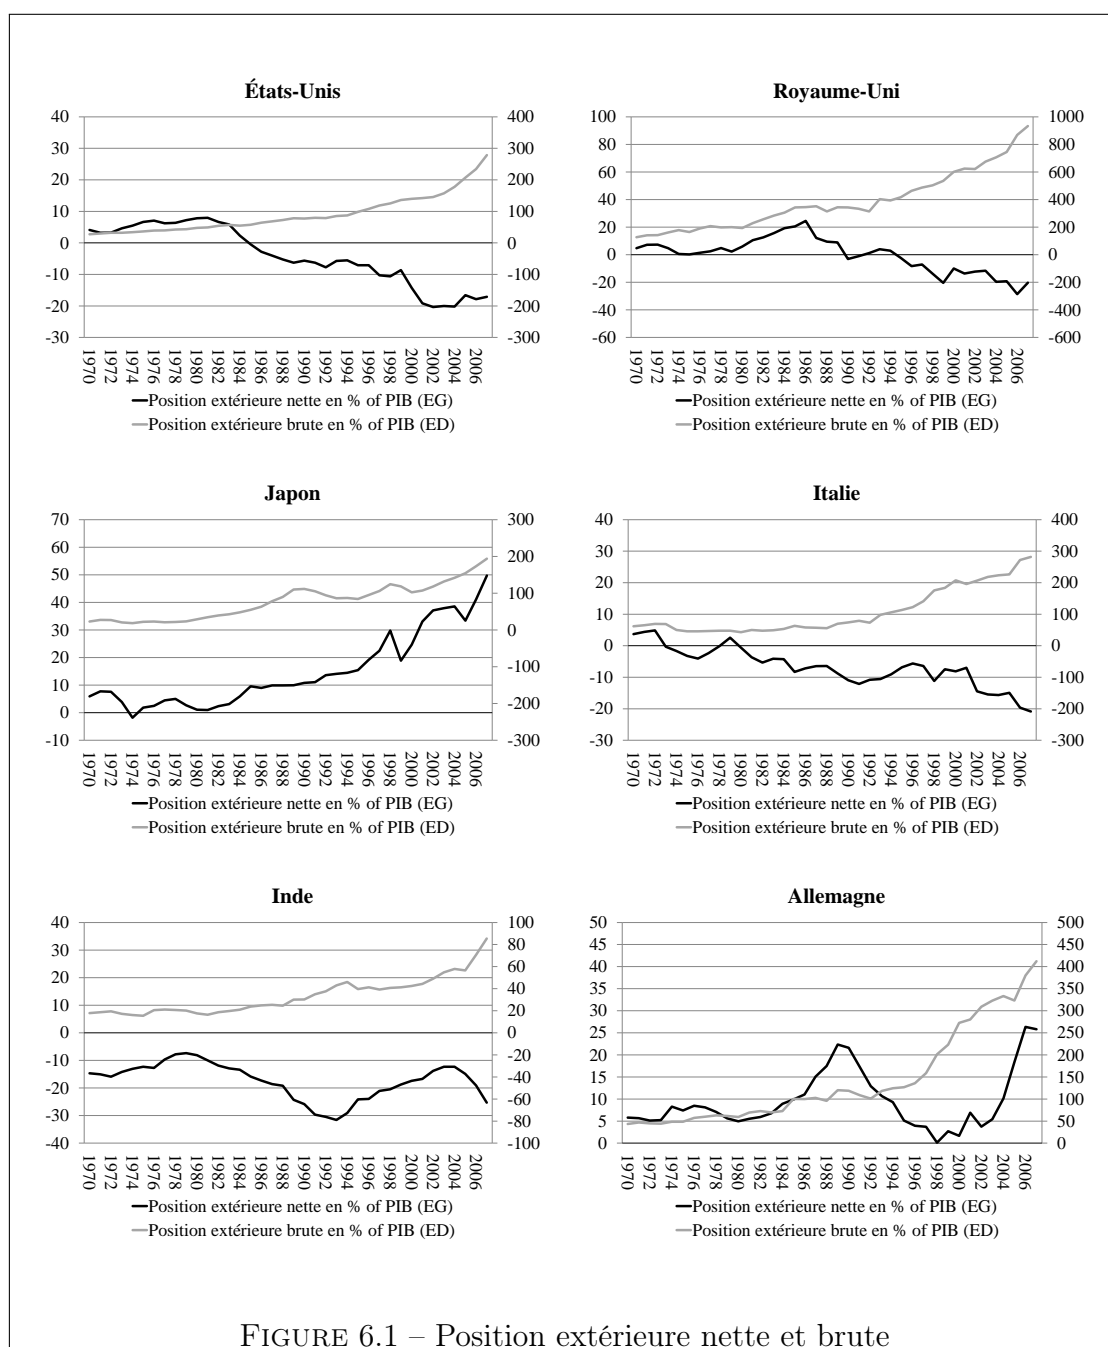 États-Unis
40 400
30 300
20 200
10 100
0 0
-10 -100
-20 -200
-30 -300
1970 1972 1974 1976 1978 1980 1982 1984 1986 1988 1990 1992 1994 1996 1998 2000 2002 2004 2006
Position extérieure nette en % of PIB (EG)
Position extérieure brute en % of PIB (ED)
Royaume-Uni
100 1000
80 800
60 600
40 400
20 200
0 0
-20 -200
-40 -400
-60 -600
1970 1972 1974 1976 1978 1980 1982 1984 1986 1988 1990 1992 1994 1996 1998 2000 2002 2004 2006
Position extérieure nette en % of PIB (EG)
Position extérieure brute en % of PIB (ED)
Japon
70 300
60 200
50 100
40 0
30 -100
20 -200
10 -300
0
-10
1970 1972 1974 1976 1978 1980 1982 1984 1986 1988 1990 1992 1994 1996 1998 2000 2002 2004 2006
Position extérieure nette en % of PIB (EG)
Position extérieure brute en % of PIB (ED)
Italie
40 400
30 300
20 200
10 100
0 0
-10 -100
-20 -200
-30 -300
1970 1972 1974 1976 1978 1980 1982 1984 1986 1988 1990 1992 1994 1996 1998 2000 2002 2004 2006
Position extérieure nette en % of PIB (EG)
Position extérieure brute en % of PIB (ED)
Inde
40 100
30 80
20 60
10 40
0 20
-10 0
-20 -20
-30 -40
-40 -60
-80
-100
1970 1972 1974 1976 1978 1980 1982 1984 1986 1988 1990 1992 1994 1996 1998 2000 2002 2004 2006
Position extérieure nette en % of PIB (EG)
Position extérieure brute en % of PIB (ED)
Allemagne
50 500
45 450
40 400
35 350
30 300
25 250
20 200
15 150
10 100
5 50
0 0
1970 1972 1974 1976 1978 1980 1982 1984 1986 1988 1990 1992 1994 1996 1998 2000 2002 2004 2006
Position extérieure nette en % of PIB (EG)
Position extérieure brute en % of PIB (ED)
FIGURE 6.1 – Position extérieure nette et brute